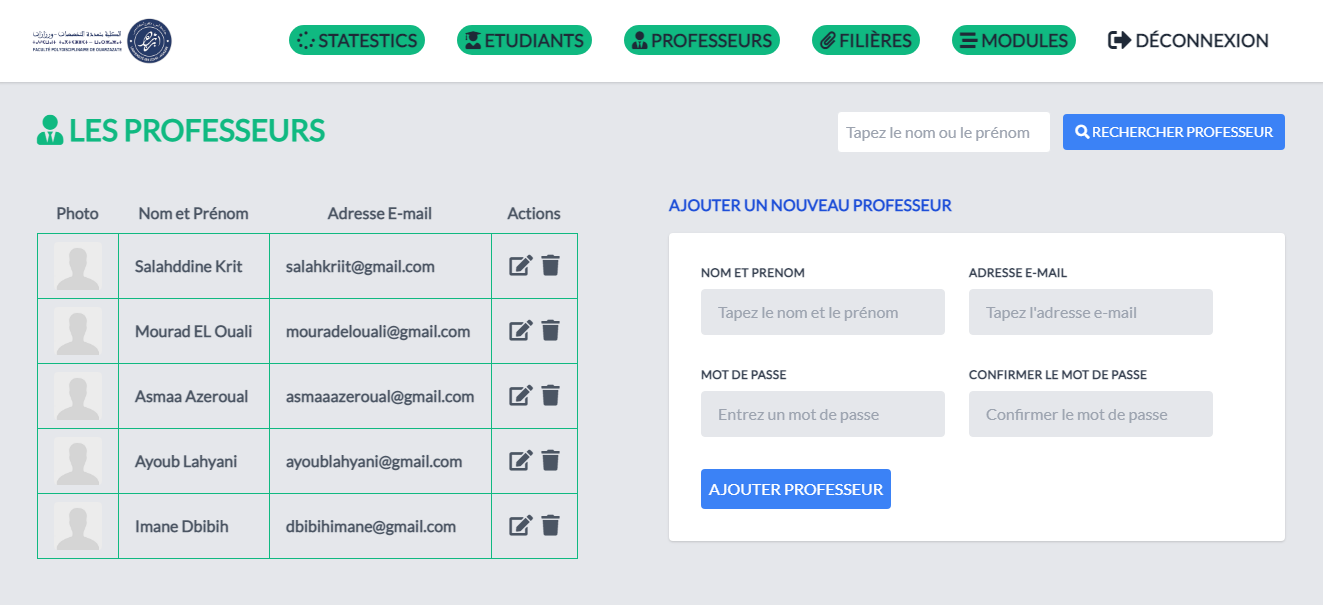 الكلية متعددة التخصصات - ورزازات
FACULTÉ POLYDISCIPLINAIRE DE OUARZAZATE
STATESTICS ETUDIANTS PROFESSEURS FILIÈRES MODULES DÉCONNEXION
LES PROFESSEURS
Tapez le nom ou le prénom
RECHERCHER PROFESSEUR
Photo Nom et Prénom Adresse E-mail Actions
Salahddine Krit salahkriit@gmail.com
Mourad EL Ouali mouradelouali@gmail.com
Asmaa Azeroual asmaaazeroual@gmail.com
Ayoub Lahyani ayoublahyani@gmail.com
Imane Dbibih dbibihimane@gmail.com
AJOUTER UN NOUVEAU PROFESSEUR
NOM ET PRENOM ADRESSE E-MAIL
Tapez le nom et le prénom Tapez l'adresse e-mail
MOT DE PASSE CONFIRMER LE MOT DE PASSE
Entrez un mot de passe Confirmer le mot de passe
AJOUTER PROFESSEUR